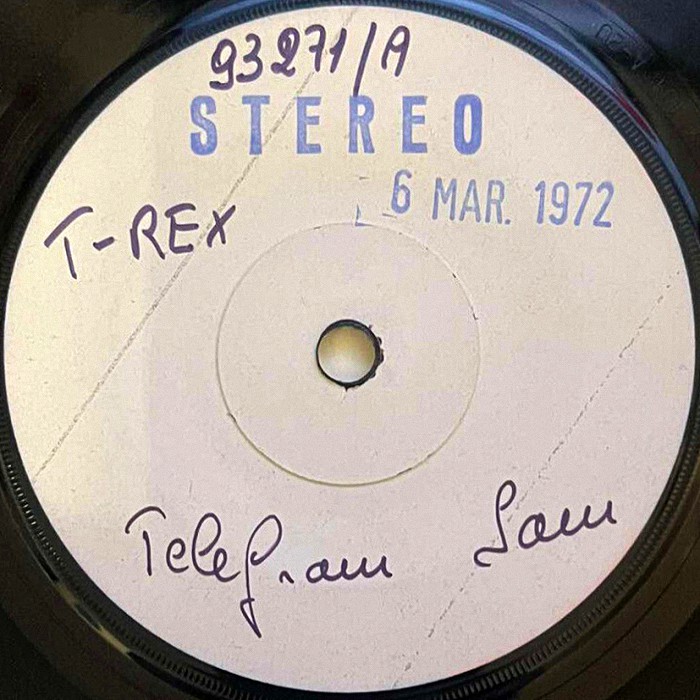 93271/A
STEREO
6 MAR. 1972
T-REX
Telegram Sam